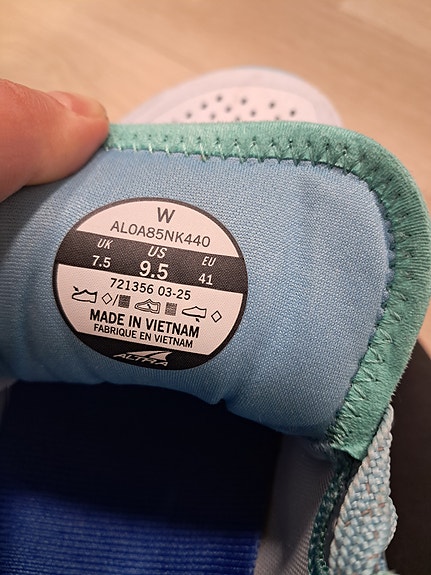 W
AL0A85NK440
UK US EU
7.5 9.5 41
721356 03-25
MADE IN VIETNAM
FABRIQUE EN VIETNAM
ALTRA